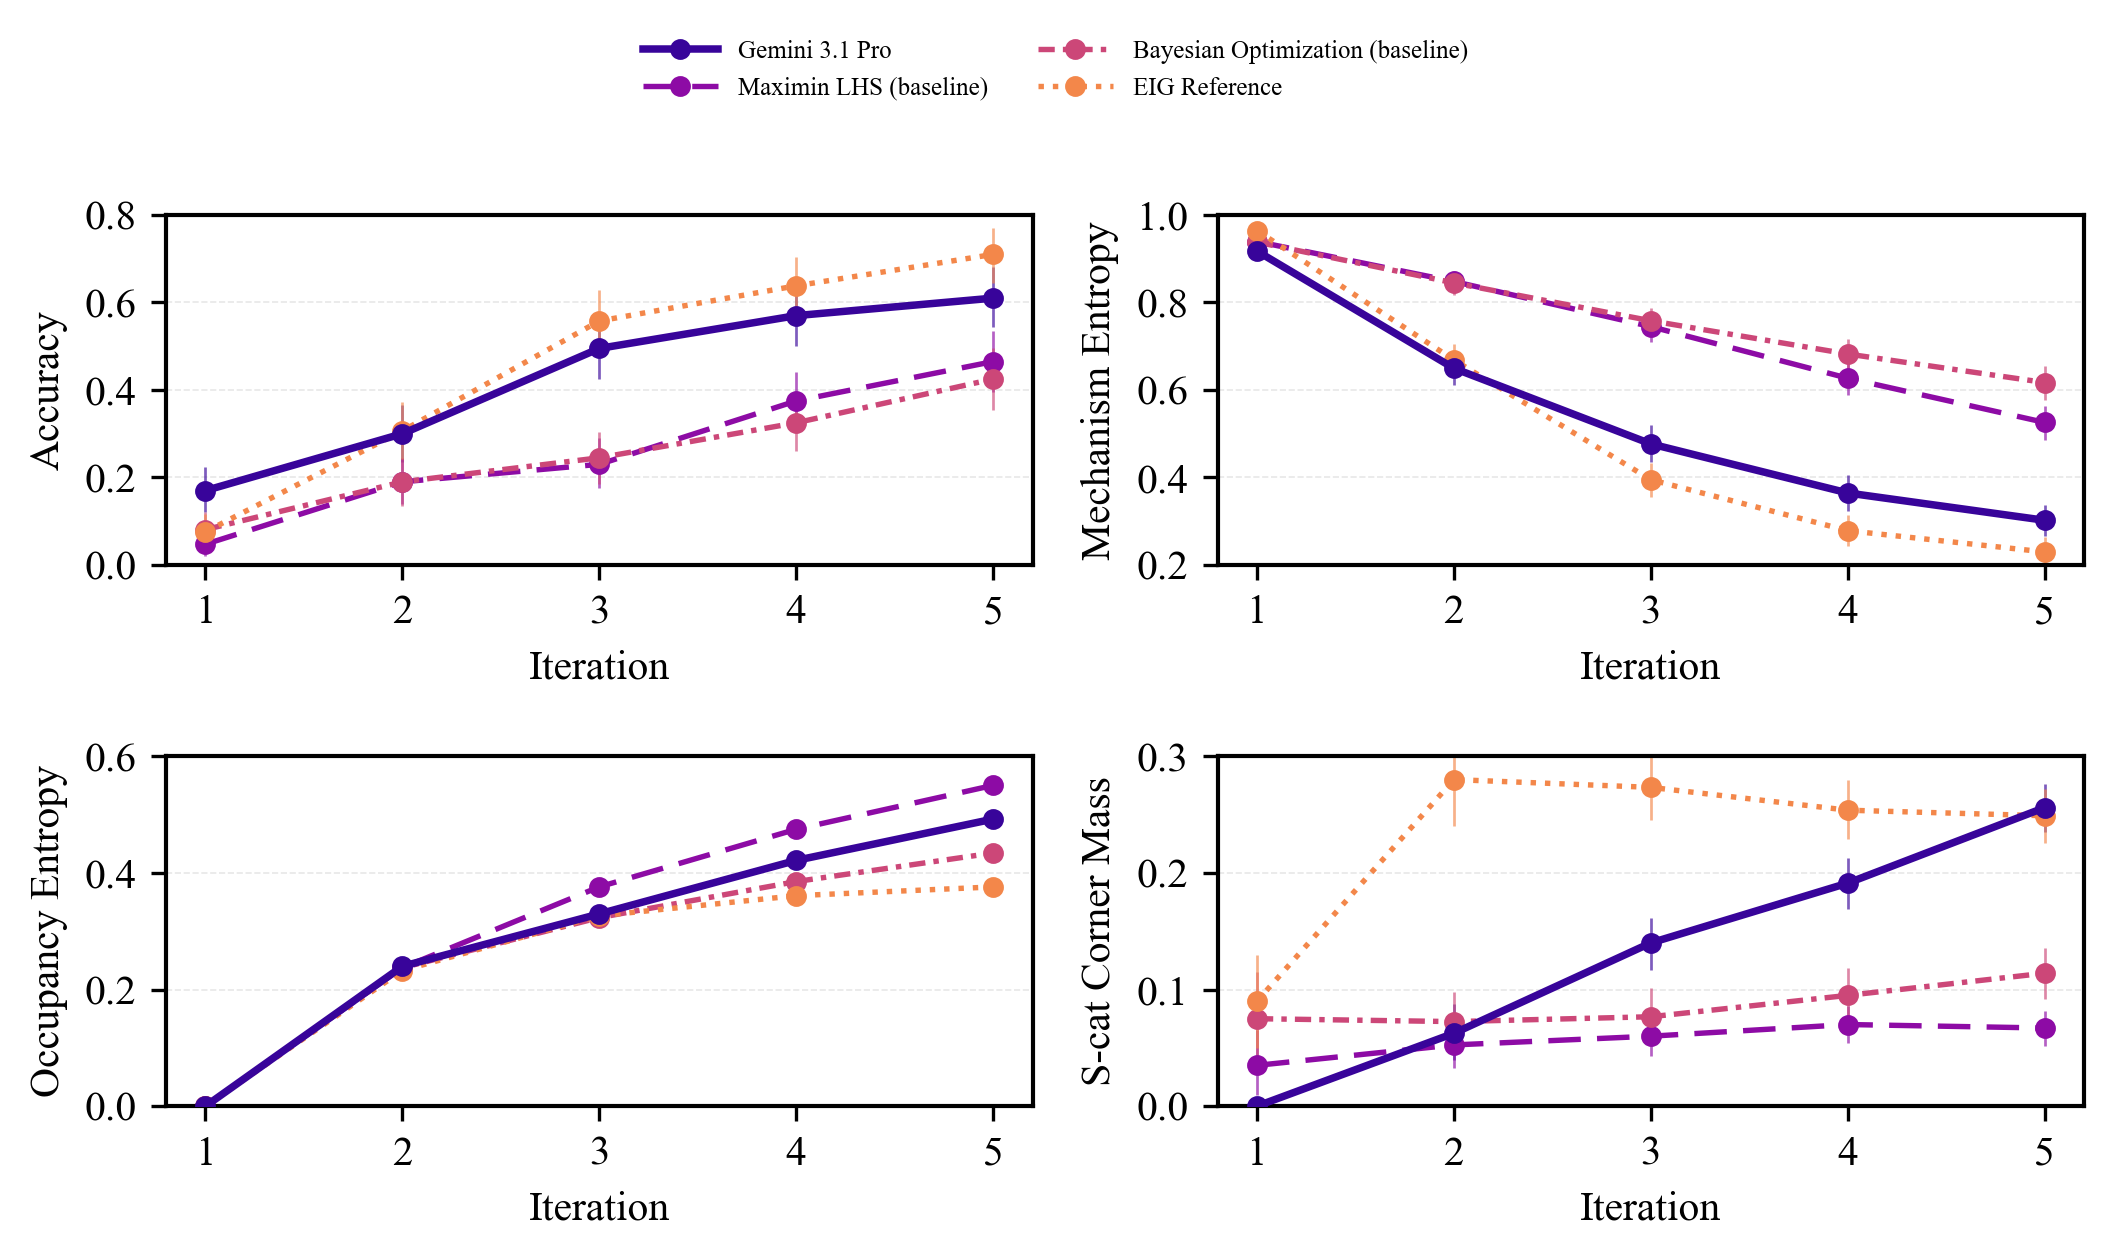 Gemini 3.1 Pro
Maximin LHS (baseline)
Bayesian Optimization (baseline)
EIG Reference
Accuracy
0.8
0.6
0.4
0.2
0.0
1 2 3 4 5
Iteration
Mechanism Entropy
1.0
0.8
0.6
0.4
0.2
1 2 3 4 5
Iteration
Occupancy Entropy
0.6
0.4
0.2
0.0
1 2 3 4 5
Iteration
S-cat Corner Mass
0.3
0.2
0.1
0.0
1 2 3 4 5
Iteration